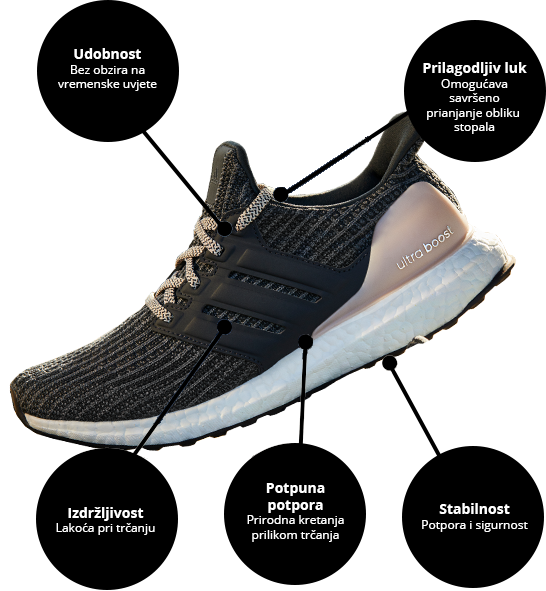 Udobnost
Bez obzira na
vremenske uvjete
Prilagodljiv luk
Omogućava
savršeno
prianjanje obliku
stopala
ultra boost
Izdržljivost
Lakoća pri trčanju
Potpuna
potpora
Prirodna kretanja
prilikom trčanja
Stabilnost
Potpora i sigurnost